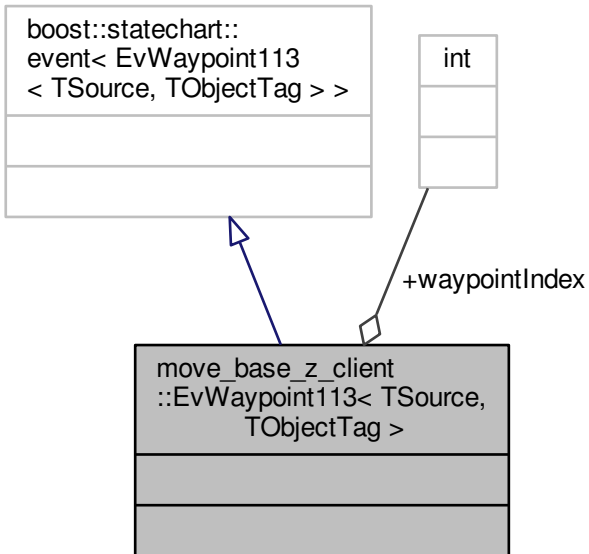 boost::statechart::
event< EvWaypoint113
< TSource, TObjectTag > >
int
+waypointIndex
move_base_z_client
::EvWaypoint113< TSource,
TObjectTag >